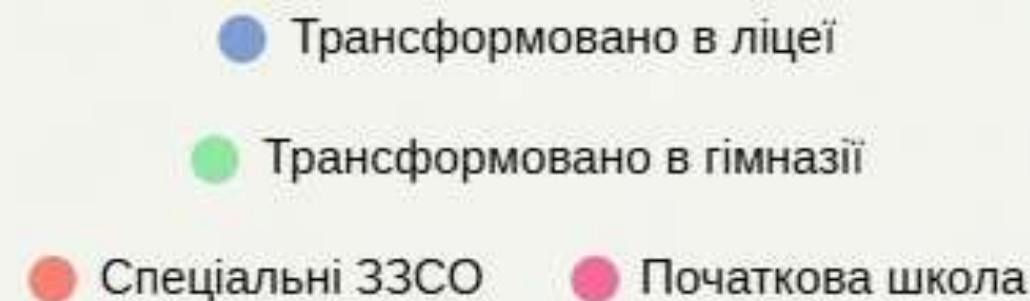 Трансформовано в ліцеї
Трансформовано в гімназії
Спеціальні ЗЗСО Початкова школа